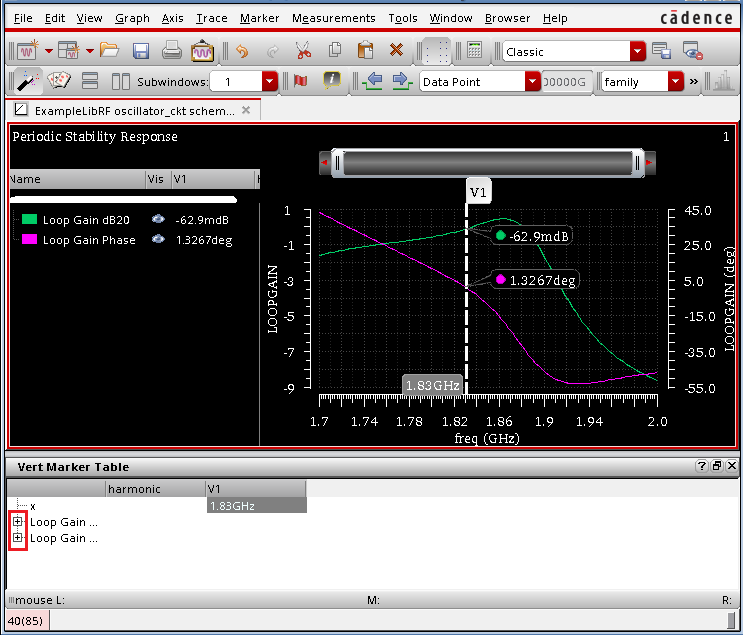 File Edit View Graph Axis Trace Marker Measurements Tools Window Browser Help cādence
Classic
Subwindows: 1 Data Point 00000G family »
ExampleLibRF oscillator_ckt schem...
Periodic Stability Response 1
Name Vis V1
Loop Gain dB20 -62.9mdB
Loop Gain Phase 1.3267deg
V1
1 45.0
-1 25.0
-3 5.0
-5 -15.0
-7 -35.0
-9 -55.0
LOOPGAIN
LOOPGAIN (deg)
-62.9mdB
1.3267deg
1.83GHz
1.7 1.74 1.78 1.82 1.86 1.9 1.94 2.0
freq (GHz)
Vert Marker Table
harmonic V1
x 1.83GHz
Loop Gain ...
Loop Gain ...
mouse L: M: R:
40(85)